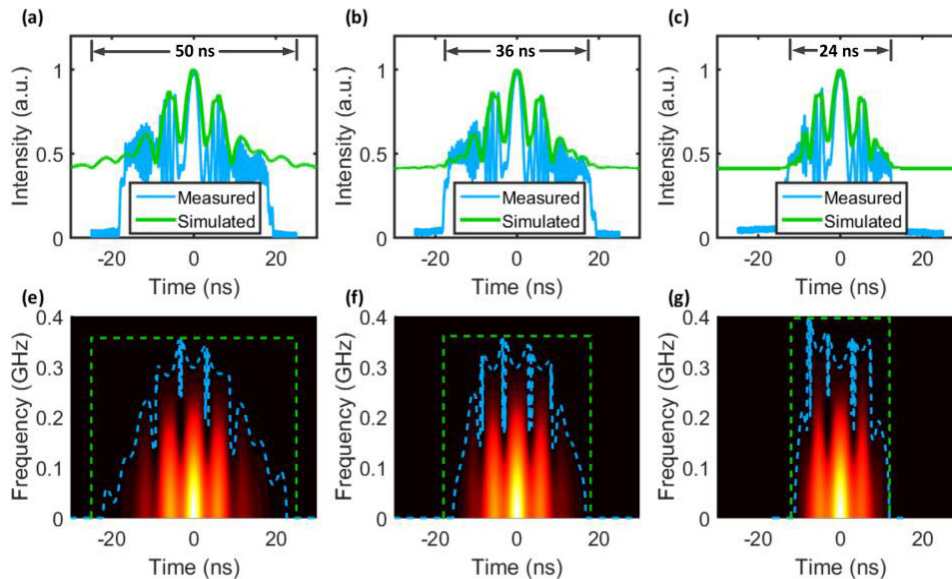 (a) (b) (c)
50 ns 36 ns 24 ns
Intensity (a.u.) Intensity (a.u.) Intensity (a.u.)
1 1 1
0.5 0.5 0.5
Measured Measured Measured
Simulated Simulated Simulated
0 0 0
-20 0 20 -20 0 20 -20 0 20
Time (ns) Time (ns) Time (ns)
(e) (f) (g)
Frequency (GHz) Frequency (GHz) Frequency (GHz)
0.4 0.4 0.4
0.3 0.3 0.3
0.2 0.2 0.2
0.1 0.1 0.1
0 0 0
-20 0 20 -20 0 20 -20 0 20
Time (ns) Time (ns) Time (ns)